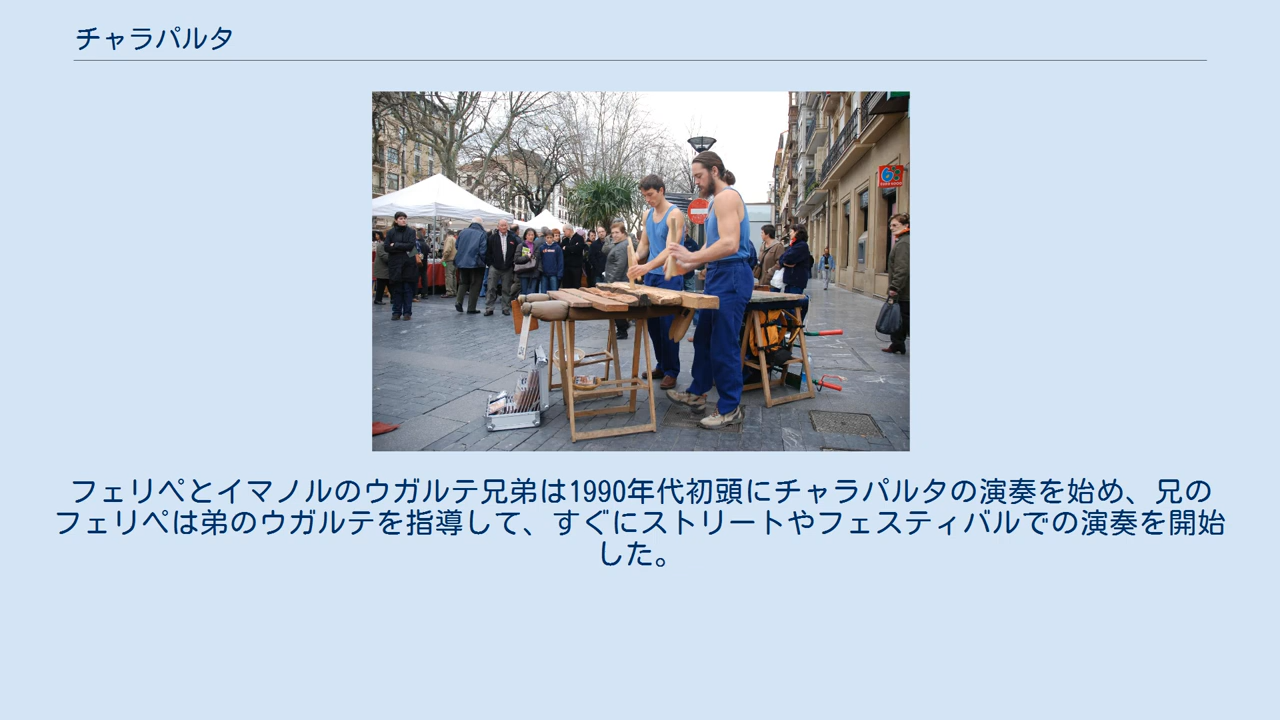 チャラパルタ
フェリペとイマノルのウガルテ兄弟は1990年代初頭にチャラパルタの演奏を始め、兄の
フェリペは弟のウガルテを指導して、すぐにストリートやフェスティバルでの演奏を開始
した。